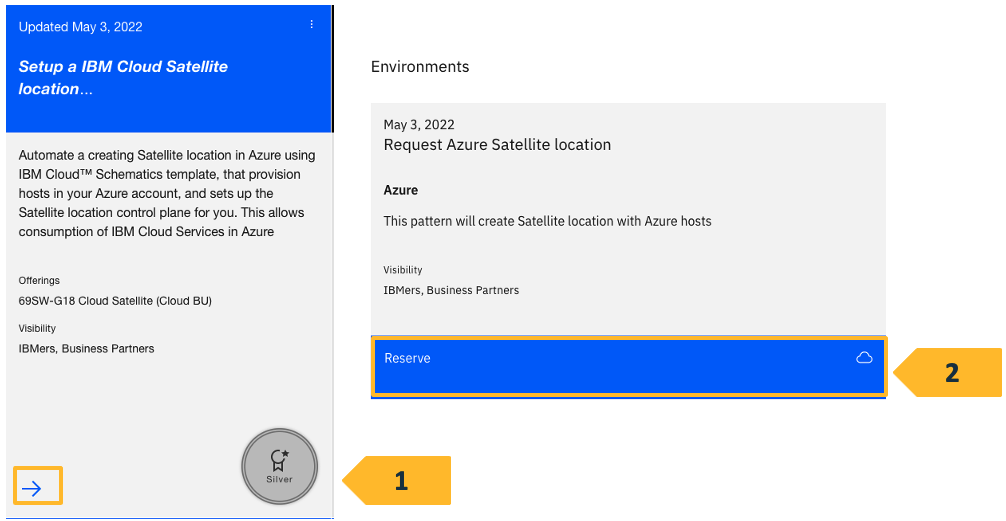 Updated May 3, 2022
Setup a IBM Cloud Satellite
location...
Automate a creating Satellite location in Azure using
IBM Cloud™ Schematics template, that provision
hosts in your Azure account, and sets up the
Satellite location control plane for you. This allows
consumption of IBM Cloud Services in Azure
Offerings
69SW-G18 Cloud Satellite (Cloud BU)
Visibility
IBMers, Business Partners
Silver
1
Environments
May 3, 2022
Request Azure Satellite location
Azure
This pattern will create Satellite location with Azure hosts
Visibility
IBMers, Business Partners
Reserve
2